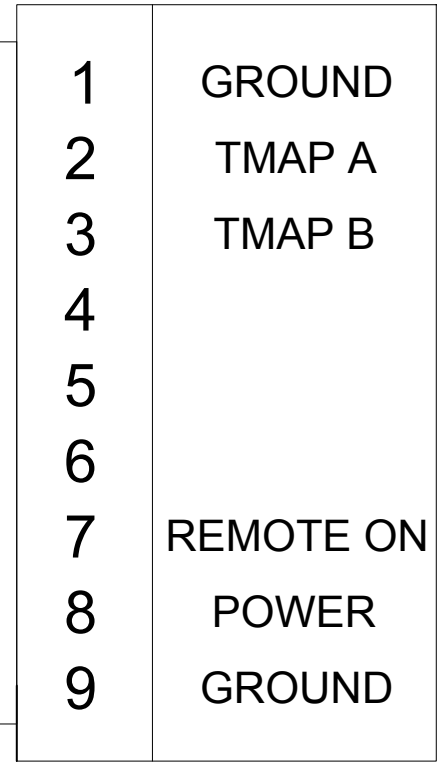 1 GROUND
2 TMAP A
3 TMAP B
4
5
6
7 REMOTE ON
8 POWER
9 GROUND